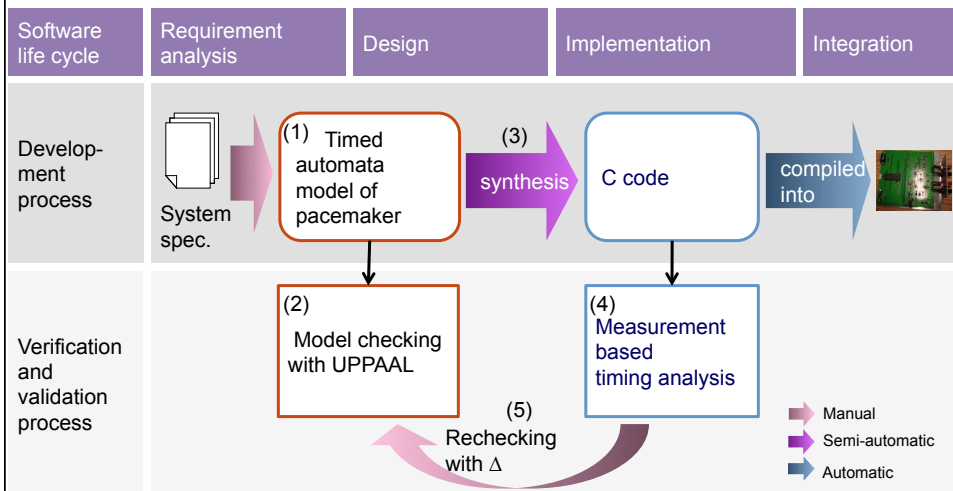 Software
life cycle
Requirement
analysis
Design
Implementation
Integration
Develop-
ment
process
System
spec.
(1) Timed
automata
model of
pacemaker
(3)
synthesis
C code
compiled
into
Verification
and
validation
process
(2)
Model checking
with UPPAAL
(4)
Measurement
based
timing analysis
(5)
Rechecking
with Δ
Manual
Semi-automatic
Automatic